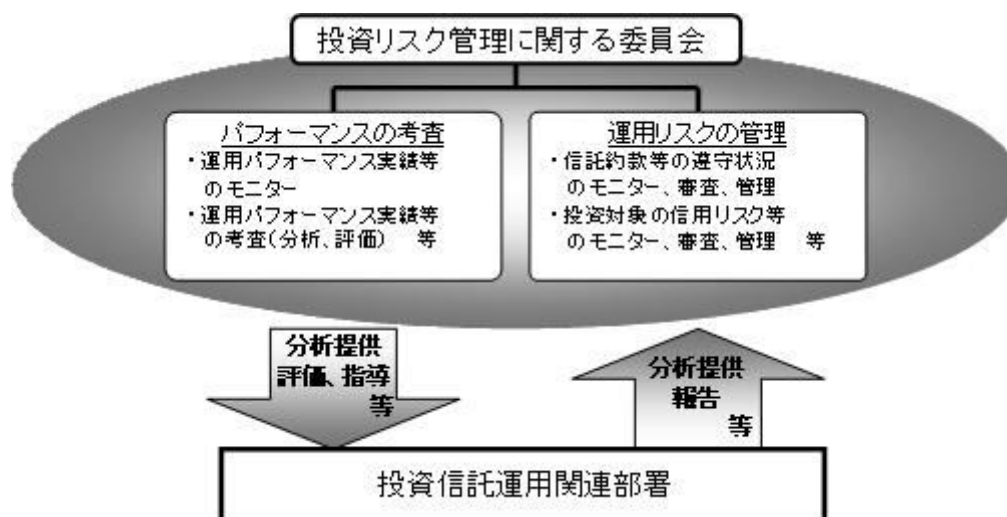 投資リスク管理に関する委員会
パフォーマンスの考査
・運用パフォーマンス実績等
のモニター
・運用パフォーマンス実績等
の考査(分析、評価) 等
運用リスクの管理
・信託約款等の遵守状況
のモニター、審査、管理
・投資対象の信用リスク等
のモニター、審査、管理 等
分析提供
評価、指導
等
分析提供
報告
等
投資信託運用関連部署